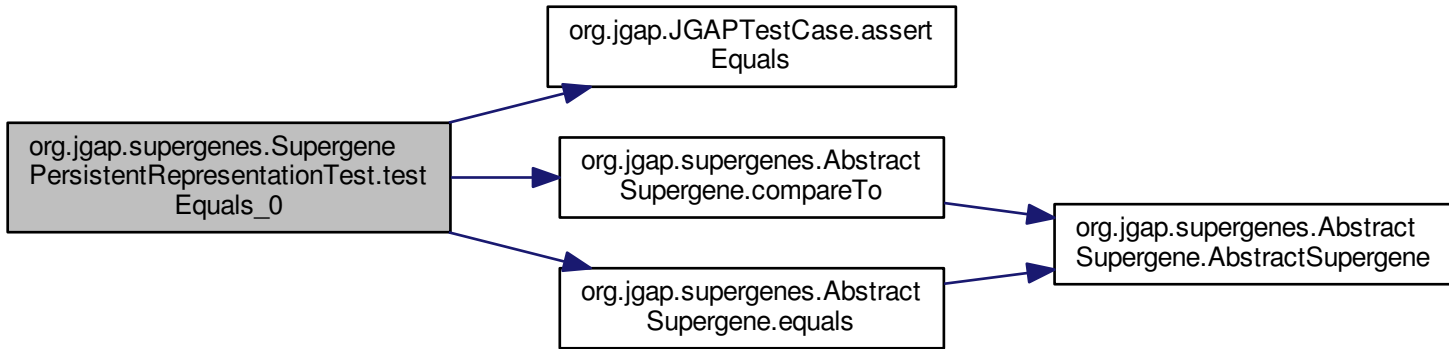 org.jgap.supergenes.Supergene
PersistentRepresentationTest.test
Equals_0
org.jgap.JGAPTestCase.assert
Equals
org.jgap.supergenes.Abstract
Supergene.compareTo
org.jgap.supergenes.Abstract
Supergene.equals
org.jgap.supergenes.Abstract
Supergene.AbstractSupergene